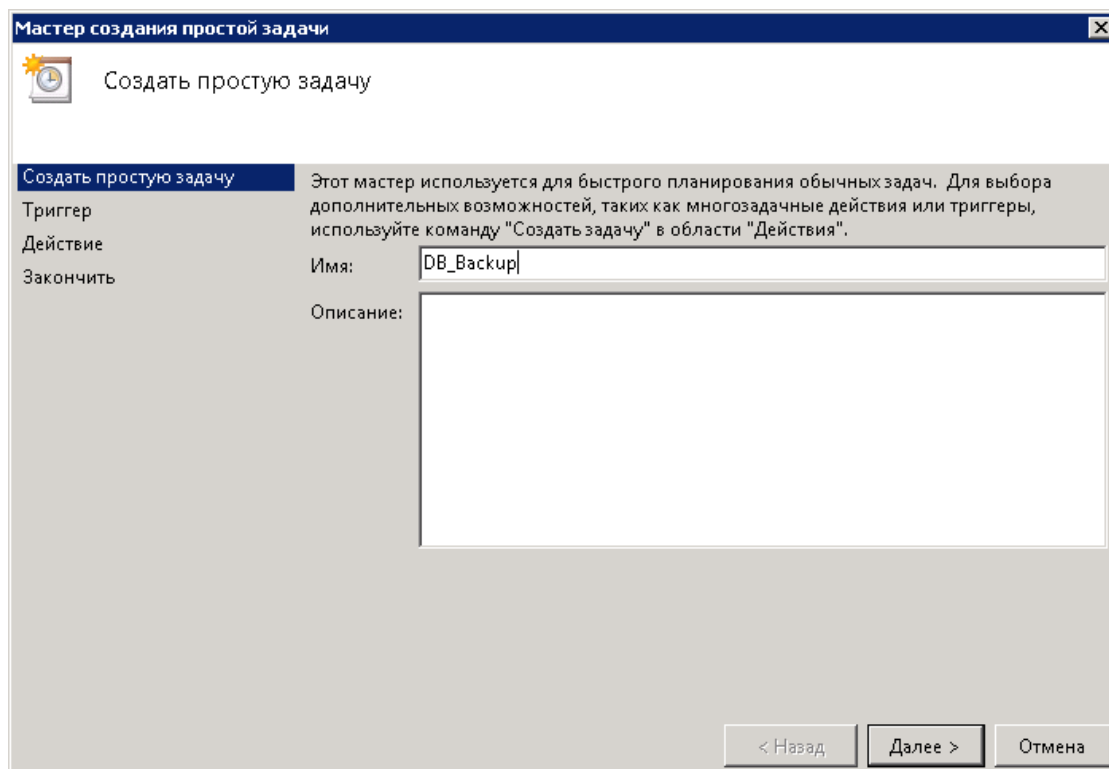 Мастер создания простой задачи
Создать простую задачу
Создать простую задачу
Триггер
Действие
Закончить
Этот мастер используется для быстрого планирования обычных задач. Для выбора
дополнительных возможностей, таких как многозадачные действия или триггеры,
используйте команду "Создать задачу" в области "Действия".
Имя: DB_Backup
Описание:
< Назад Далее > Отмена